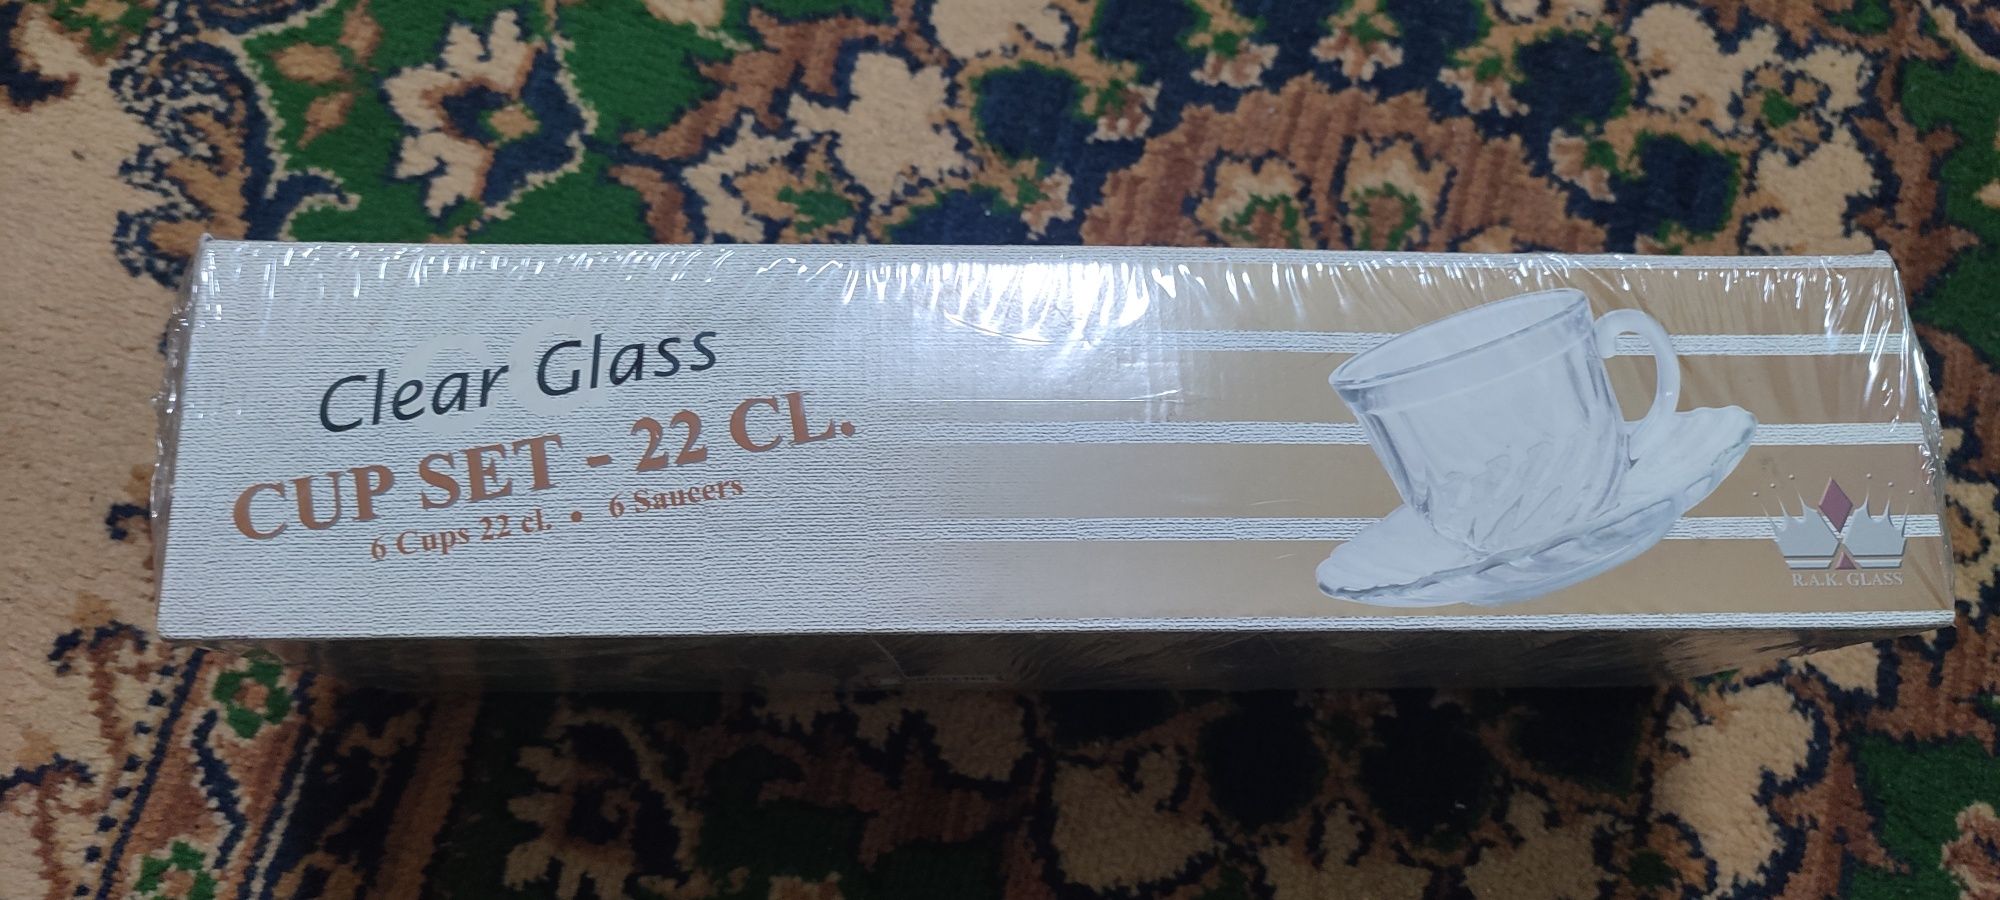 Clear Glass
CUP SET - 22 CL.
6 Cups 22 cl. • 6 Saucers
R.A.K. GLASS